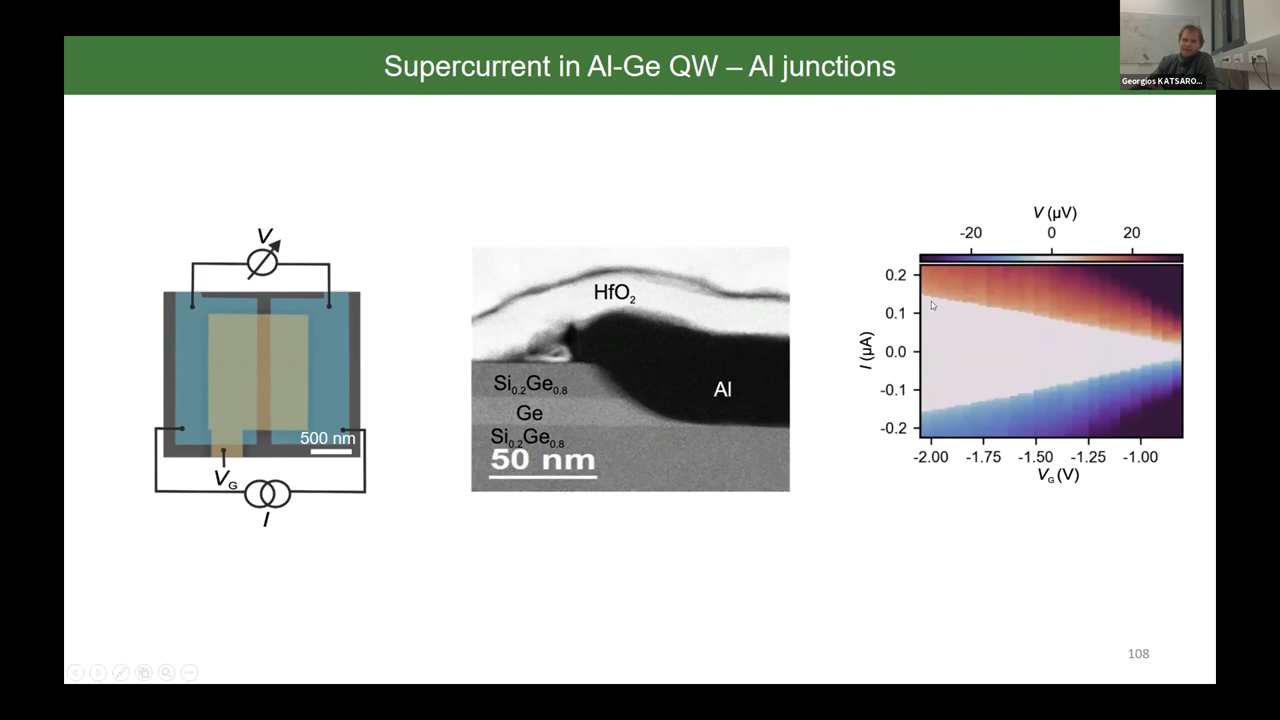 Supercurrent in Al-Ge QW – Al junctions
Georgios KATSARO...
V
500 nm
V_G
I
HfO₂
Si₀.₂Ge₀.₈
Al
Ge
Si₀.₂Ge₀.₈
50 nm
V (µV)
-20 0 20
0.2
0.1
0.0
-0.1
-0.2
I (µA)
-2.00 -1.75 -1.50 -1.25 -1.00
V_G (V)
108